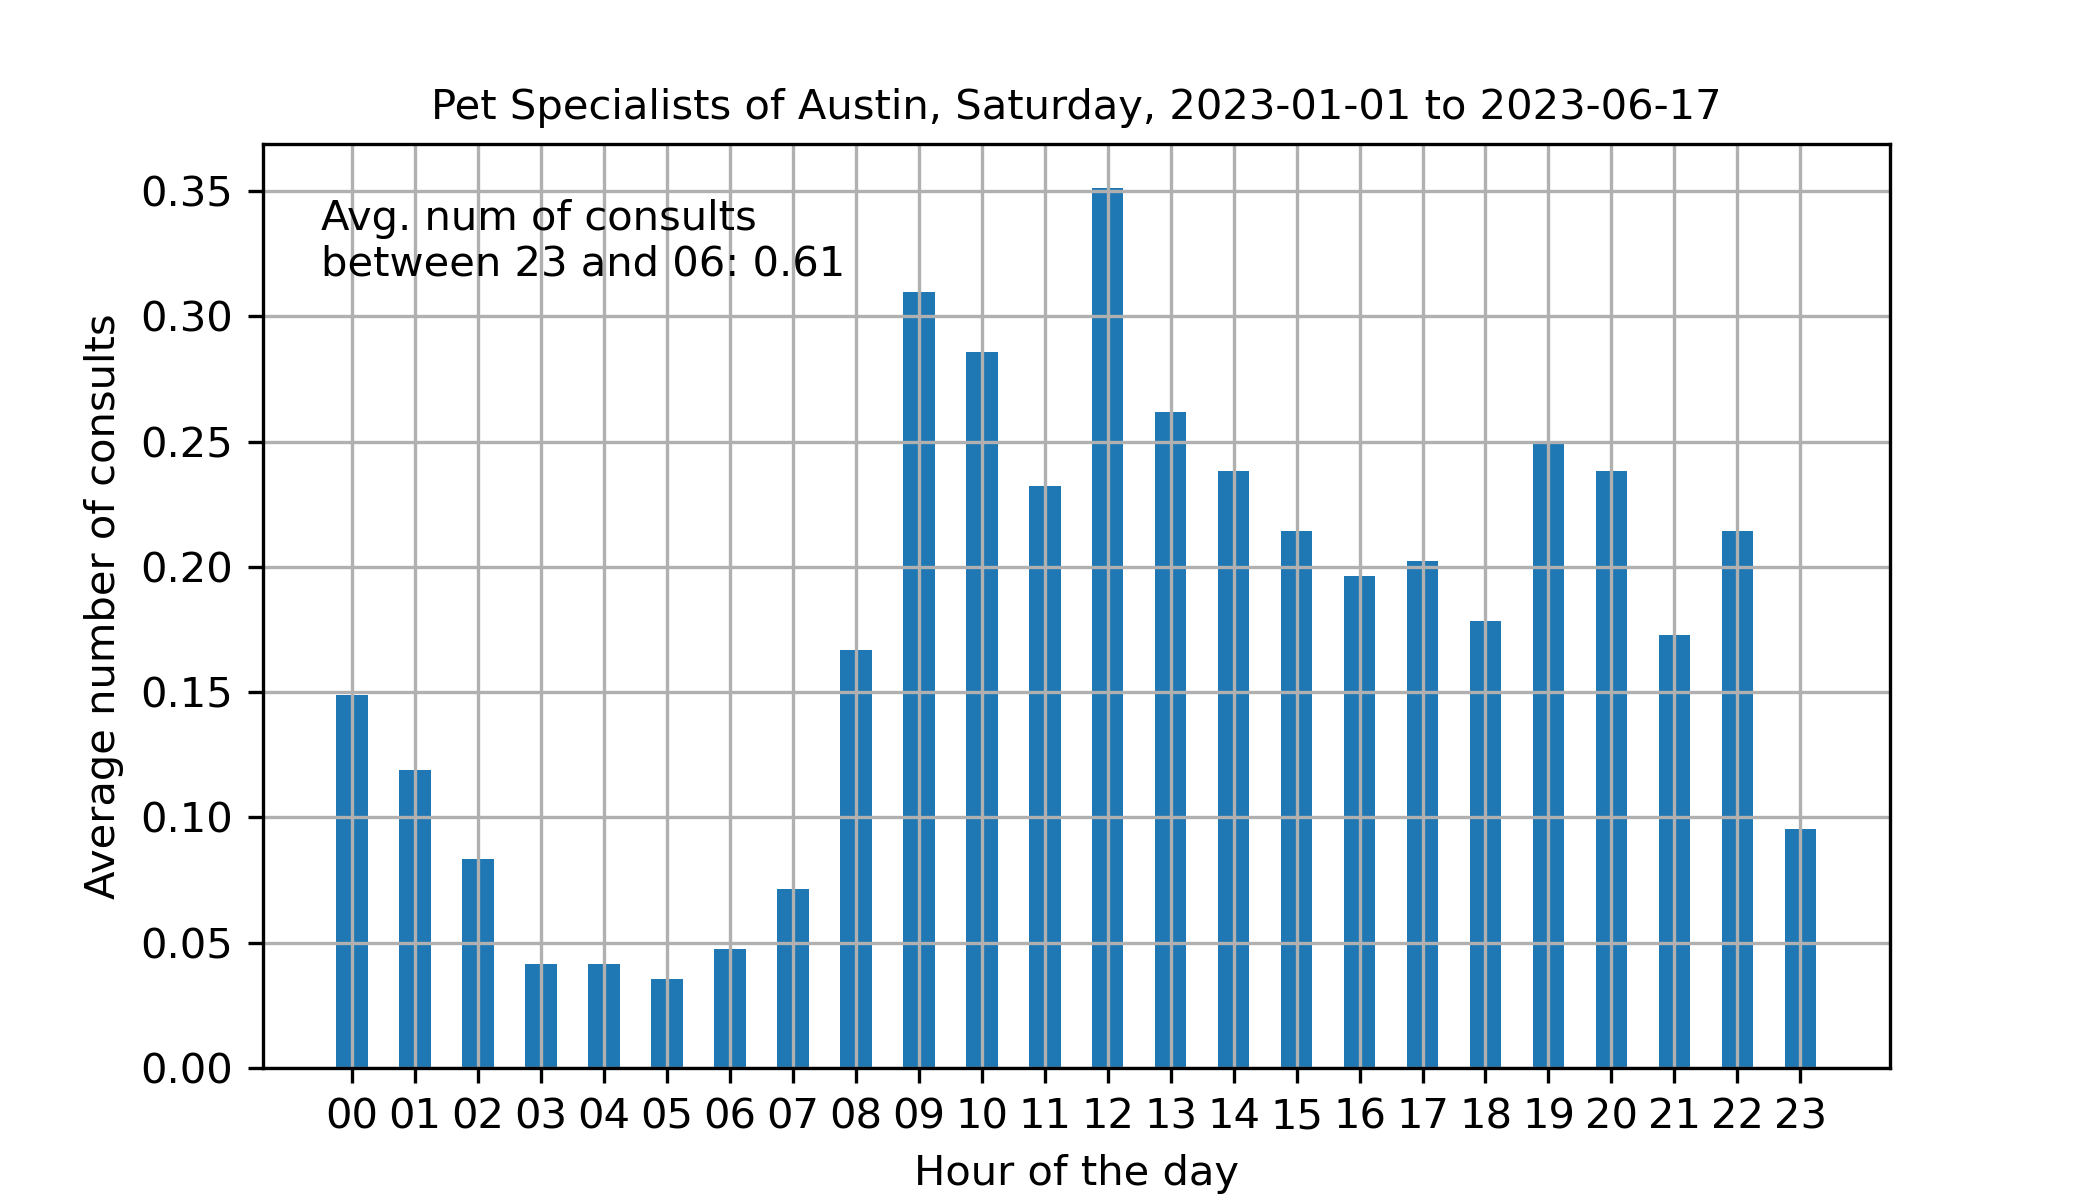 Pet Specialists of Austin, Saturday, 2023-01-01 to 2023-06-17
Avg. num of consults
between 23 and 06: 0.61
Average number of consults
0.35
0.30
0.25
0.20
0.15
0.10
0.05
0.00
00 01 02 03 04 05 06 07 08 09 10 11 12 13 14 15 16 17 18 19 20 21 22 23
Hour of the day